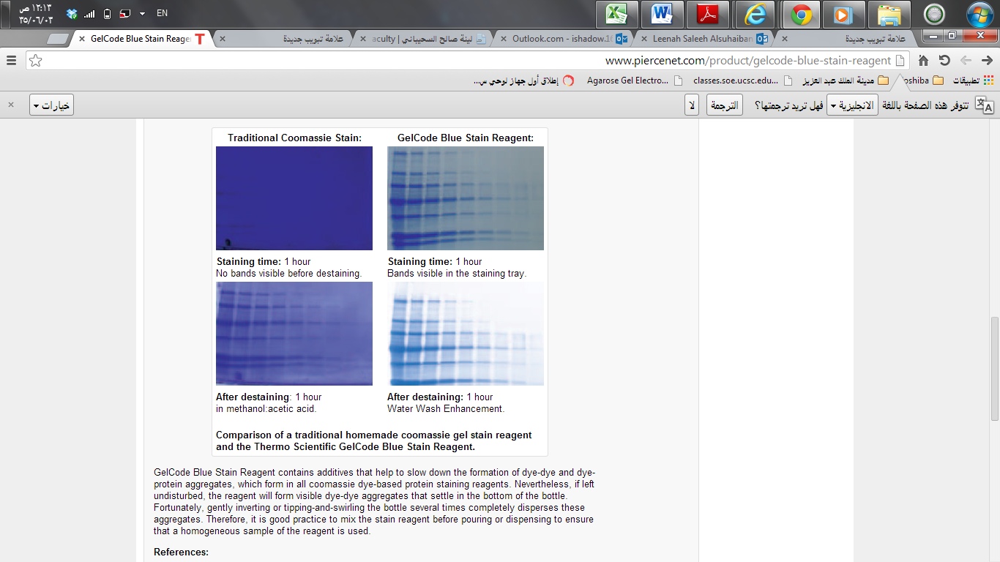 ١٢:١٣ ص
٣٥/٠٦/٠٣
EN
GelCode Blue Stain Reager
علامة تبويب جديدة
aculty | لينة صالح السحيباني
Outlook.com - ishadow.16
Leenah Saleeh Alsuhaiban
علامة تبويب جديدة
www.piercenet.com/product/gelcode-blue-stain-reagent
تطبيقات
oshiba
مدينة الملك عبد العزيز
classes.soe.ucsc.edu...
Agarose Gel Electro...
إطلاق أول جهاز لوحي س...
تتوفر هذه الصفحة باللغة الانجليزية فهل تريد ترجمتها؟ الترجمة لا
خيارات
Traditional Coomassie Stain:
GelCode Blue Stain Reagent:
Staining time: 1 hour
No bands visible before destaining.
Staining time: 1 hour
Bands visible in the staining tray.
After destaining: 1 hour
in methanol:acetic acid.
After destaining: 1 hour
Water Wash Enhancement.
Comparison of a traditional homemade coomassie gel stain reagent
and the Thermo Scientific GelCode Blue Stain Reagent.
GelCode Blue Stain Reagent contains additives that help to slow down the formation of dye-dye and dye-
protein aggregates, which form in all coomassie dye-based protein staining reagents. Nevertheless, if left
undisturbed, the reagent will form visible dye-dye aggregates that settle in the bottom of the bottle.
Fortunately, gently inverting or tipping-and-swirling the bottle several times completely disperses these
aggregates. Therefore, it is good practice to mix the stain reagent before pouring or dispensing to ensure
that a homogeneous sample of the reagent is used.
References: